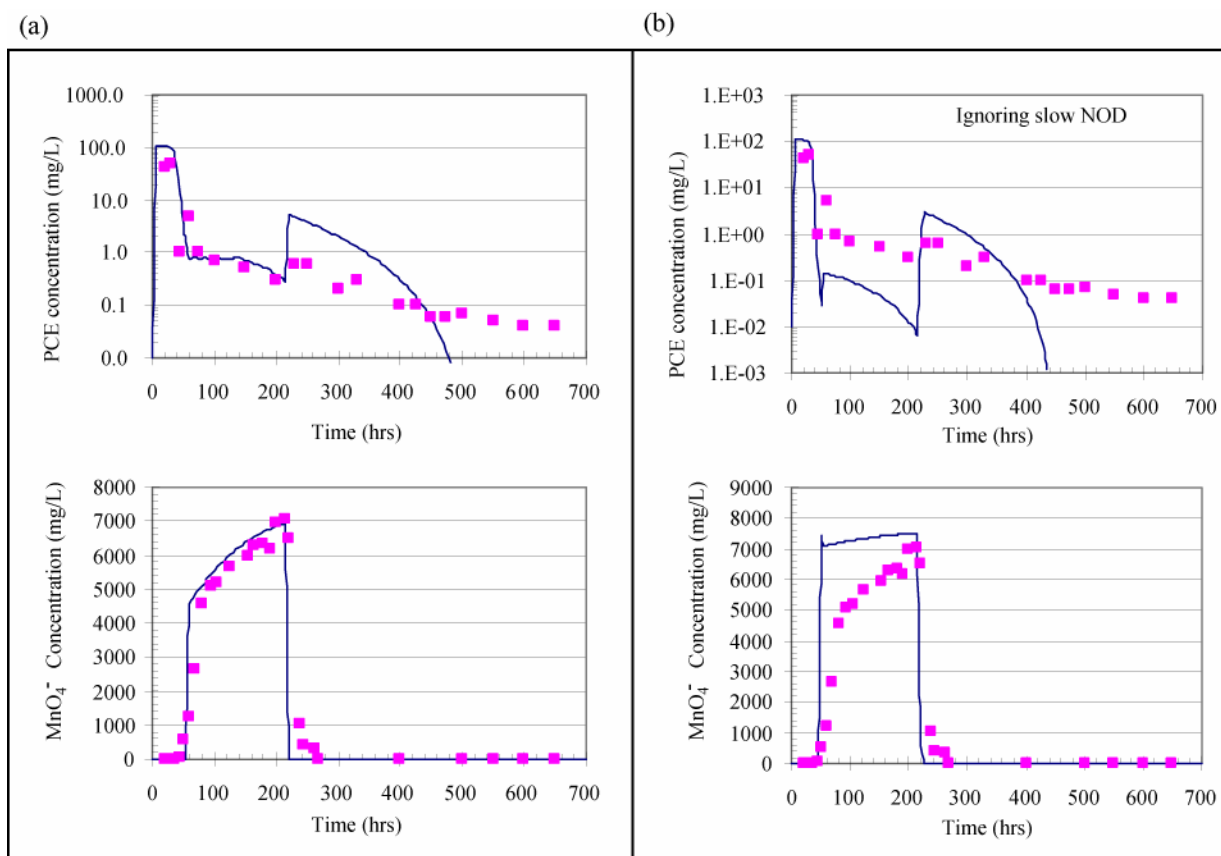 (a)
1000.0
100.0
10.0
1.0
0.1
0.0
PCE concentration (mg/L)
0 100 200 300 400 500 600 700
Time (hrs)
8000
7000
6000
5000
4000
3000
2000
1000
0
MnO₄⁻ Concentration (mg/L)
0 100 200 300 400 500 600 700
Time (hrs)
(b)
Ignoring slow NOD
1.E+03
1.E+02
1.E+01
1.E+00
1.E-01
1.E-02
1.E-03
PCE concentration (mg/L)
0 100 200 300 400 500 600 700
Time (hrs)
9000
8000
7000
6000
5000
4000
3000
2000
1000
0
MnO₄⁻ Concentration (mg/L)
0 100 200 300 400 500 600 700
Time (hrs)